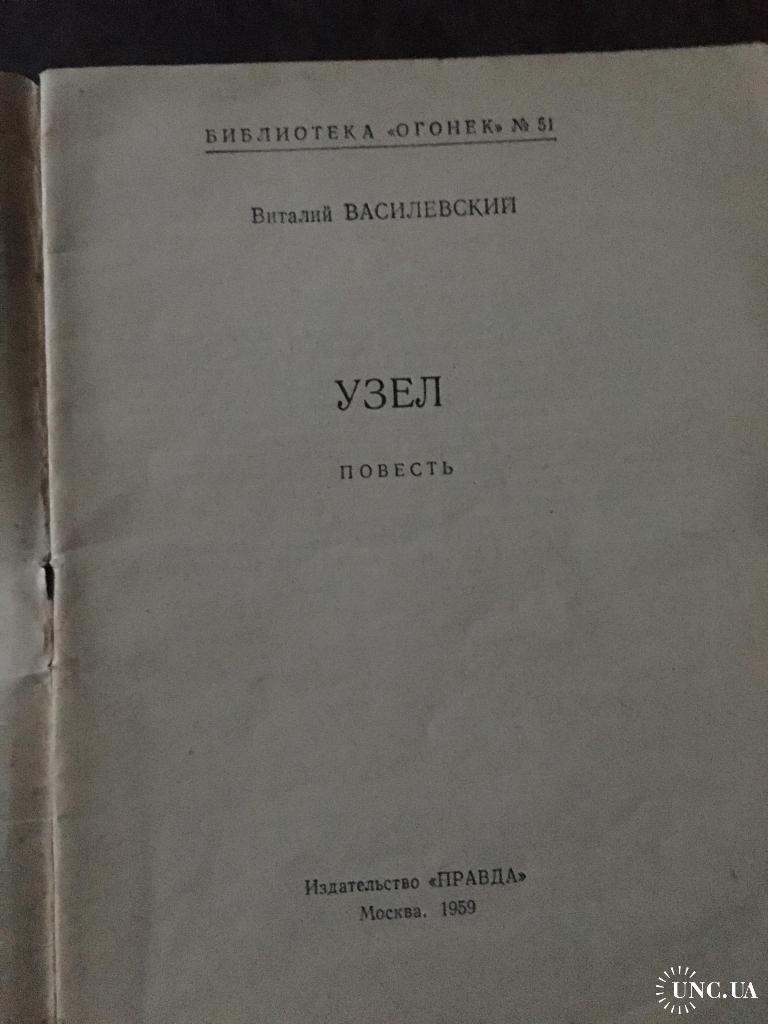 БИБЛИОТЕКА «ОГОНЕК» № 51
Виталий ВАСИЛЕВСКИЙ
УЗЕЛ
ПОВЕСТЬ
Издательство «ПРАВДА»
Москва. 1959
UNC.UA